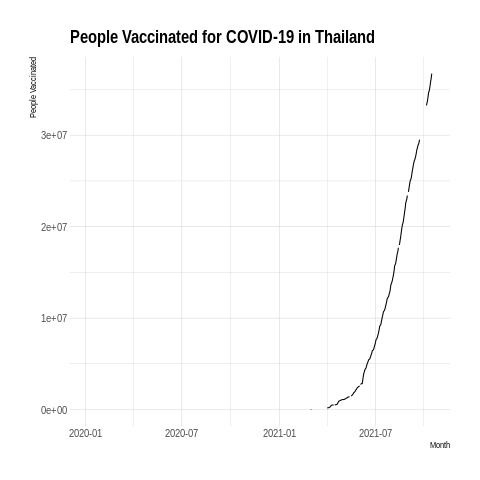 People Vaccinated for COVID-19 in Thailand
People Vaccinated
3e+07
2e+07
1e+07
0e+00
2020-01 2020-07 2021-01 2021-07
Month